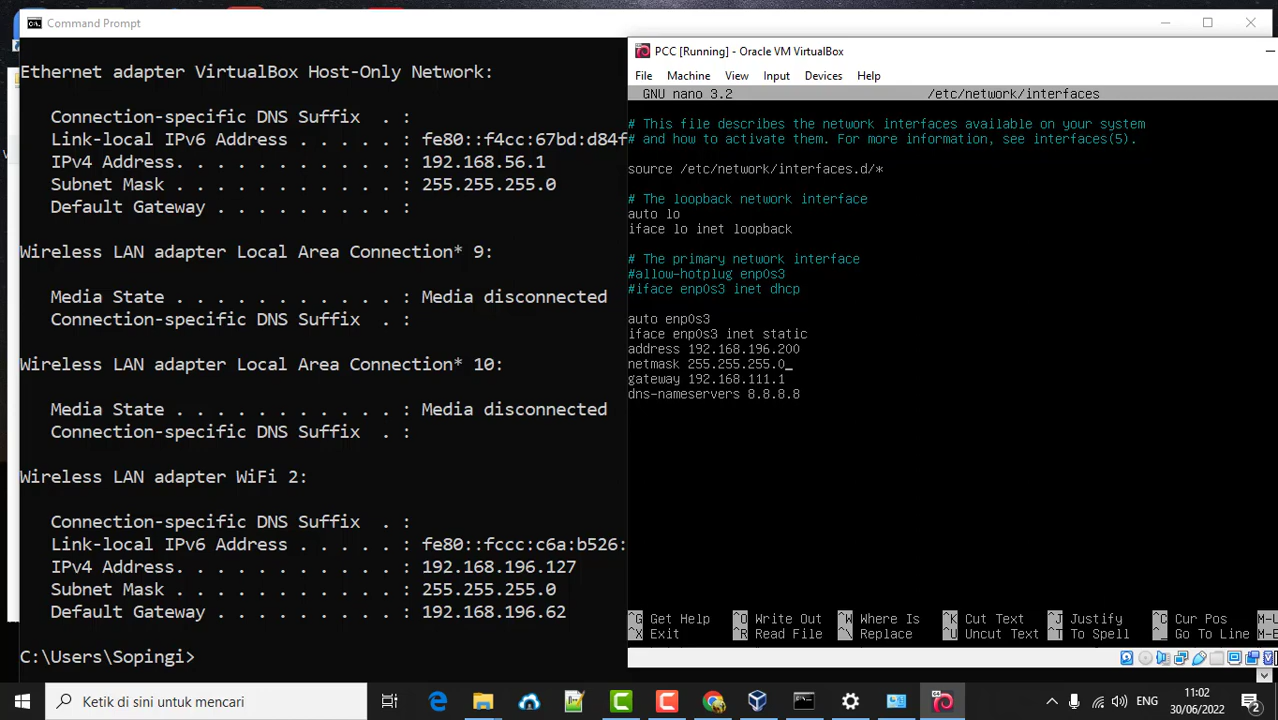 Command Prompt
Ethernet adapter VirtualBox Host-Only Network:
Connection-specific DNS Suffix . :
Link-local IPv6 Address . . . . . : fe80::f4cc:67bd:d84f
IPv4 Address. . . . . . . . . . . : 192.168.56.1
Subnet Mask . . . . . . . . . . . : 255.255.255.0
Default Gateway . . . . . . . . . :
Wireless LAN adapter Local Area Connection* 9:
Media State . . . . . . . . . . . : Media disconnected
Connection-specific DNS Suffix . :
Wireless LAN adapter Local Area Connection* 10:
Media State . . . . . . . . . . . : Media disconnected
Connection-specific DNS Suffix . :
Wireless LAN adapter WiFi 2:
Connection-specific DNS Suffix . :
Link-local IPv6 Address . . . . . : fe80::fccc:c6a:b526:
IPv4 Address. . . . . . . . . . . : 192.168.196.127
Subnet Mask . . . . . . . . . . . : 255.255.255.0
Default Gateway . . . . . . . . . : 192.168.196.62
C:\Users\Sopingi>
PCC [Running] - Oracle VM VirtualBox
File Machine View Input Devices Help
GNU nano 3.2 /etc/network/interfaces
# This file describes the network interfaces available on your system
# and how to activate them. For more information, see interfaces(5).
source /etc/network/interfaces.d/*
# The loopback network interface
auto lo
iface lo inet loopback
# The primary network interface
#allow-hotplug enp0s3
#iface enp0s3 inet dhcp
auto enp0s3
iface enp0s3 inet static
address 192.168.196.200
netmask 255.255.255.0_
gateway 192.168.111.1
dns-nameservers 8.8.8.8
^G Get Help ^O Write Out ^W Where Is ^K Cut Text ^J Justify ^C Cur Pos M-
^X Exit ^R Read File ^\ Replace ^U Uncut Text ^T To Spell ^_ Go To Line M-
Ketik di sini untuk mencari
ENG
11:02
30/06/2022
2